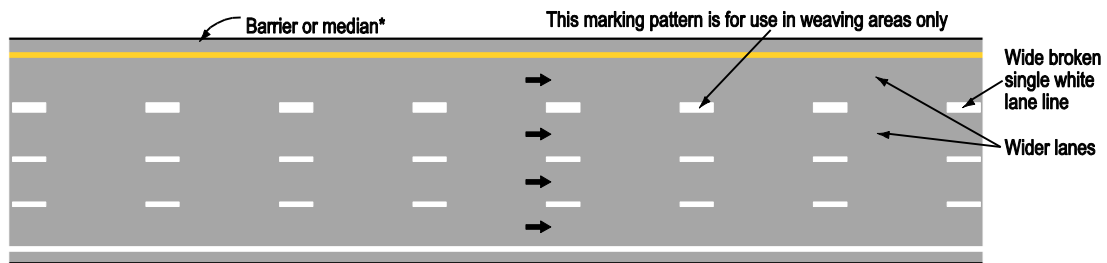 Barrier or median*
This marking pattern is for use in weaving areas only
Wide broken
single white
lane line
Wider lanes